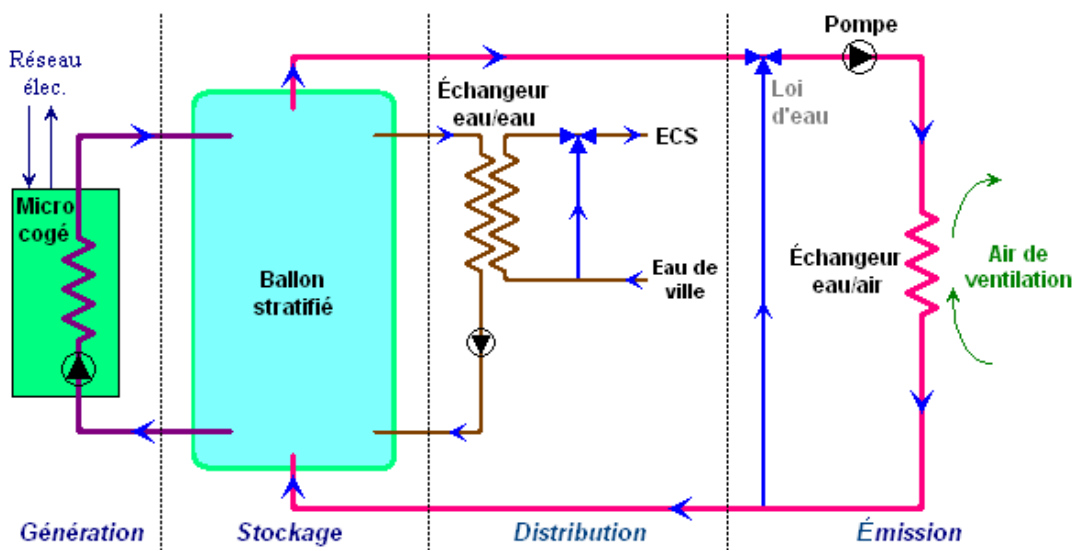 Pompe
Réseau
élec.
Échangeur
eau/eau
Loi
d'eau
ECS
Micro
cogé
Ballon
stratifié
Eau de
ville
Échangeur
eau/air
Air de
ventilation
Génération
Stockage
Distribution
Émission